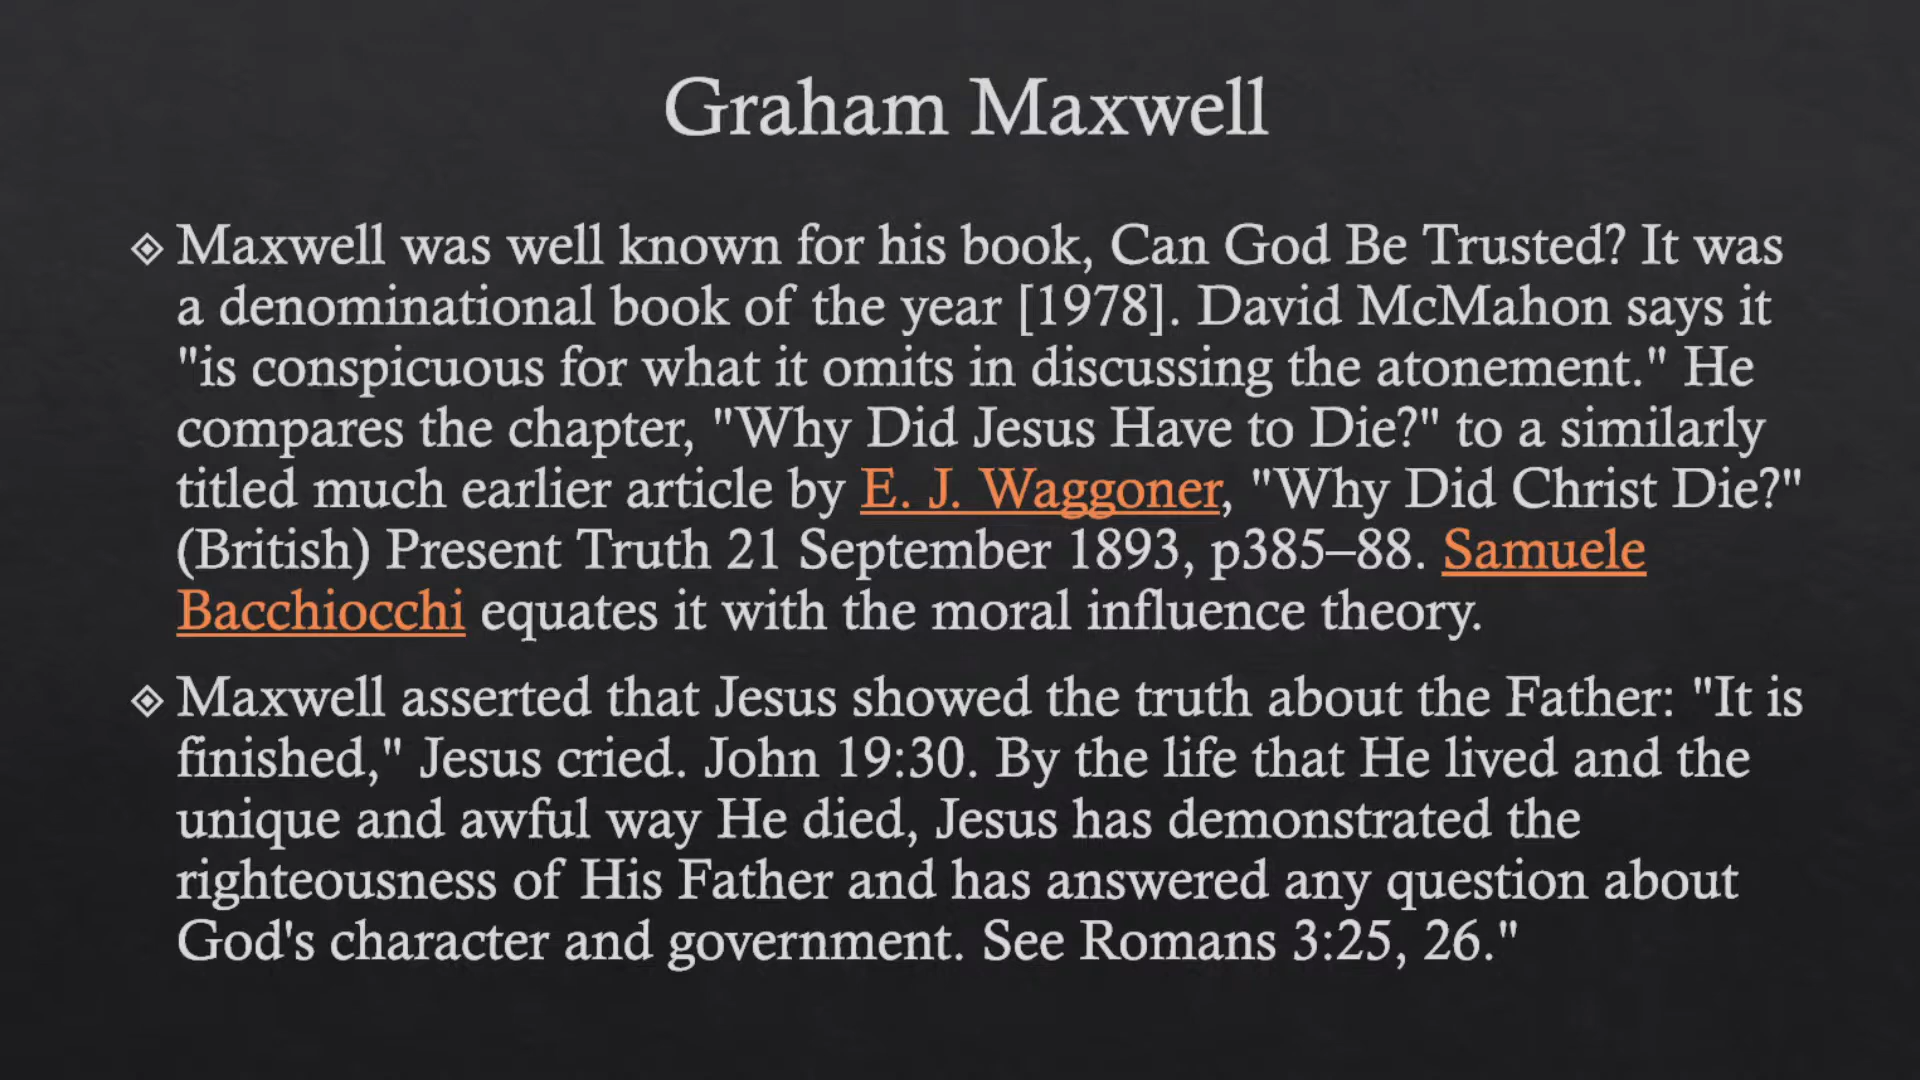 Graham Maxwell
Maxwell was well known for his book, Can God Be Trusted? It was
a denominational book of the year [1978]. David McMahon says it
"is conspicuous for what it omits in discussing the atonement." He
compares the chapter, "Why Did Jesus Have to Die?" to a similarly
titled much earlier article by E. J. Waggoner, "Why Did Christ Die?"
(British) Present Truth 21 September 1893, p385–88. Samuele
Bacchiocchi equates it with the moral influence theory.
Maxwell asserted that Jesus showed the truth about the Father: "It is
finished," Jesus cried. John 19:30. By the life that He lived and the
unique and awful way He died, Jesus has demonstrated the
righteousness of His Father and has answered any question about
God's character and government. See Romans 3:25, 26."